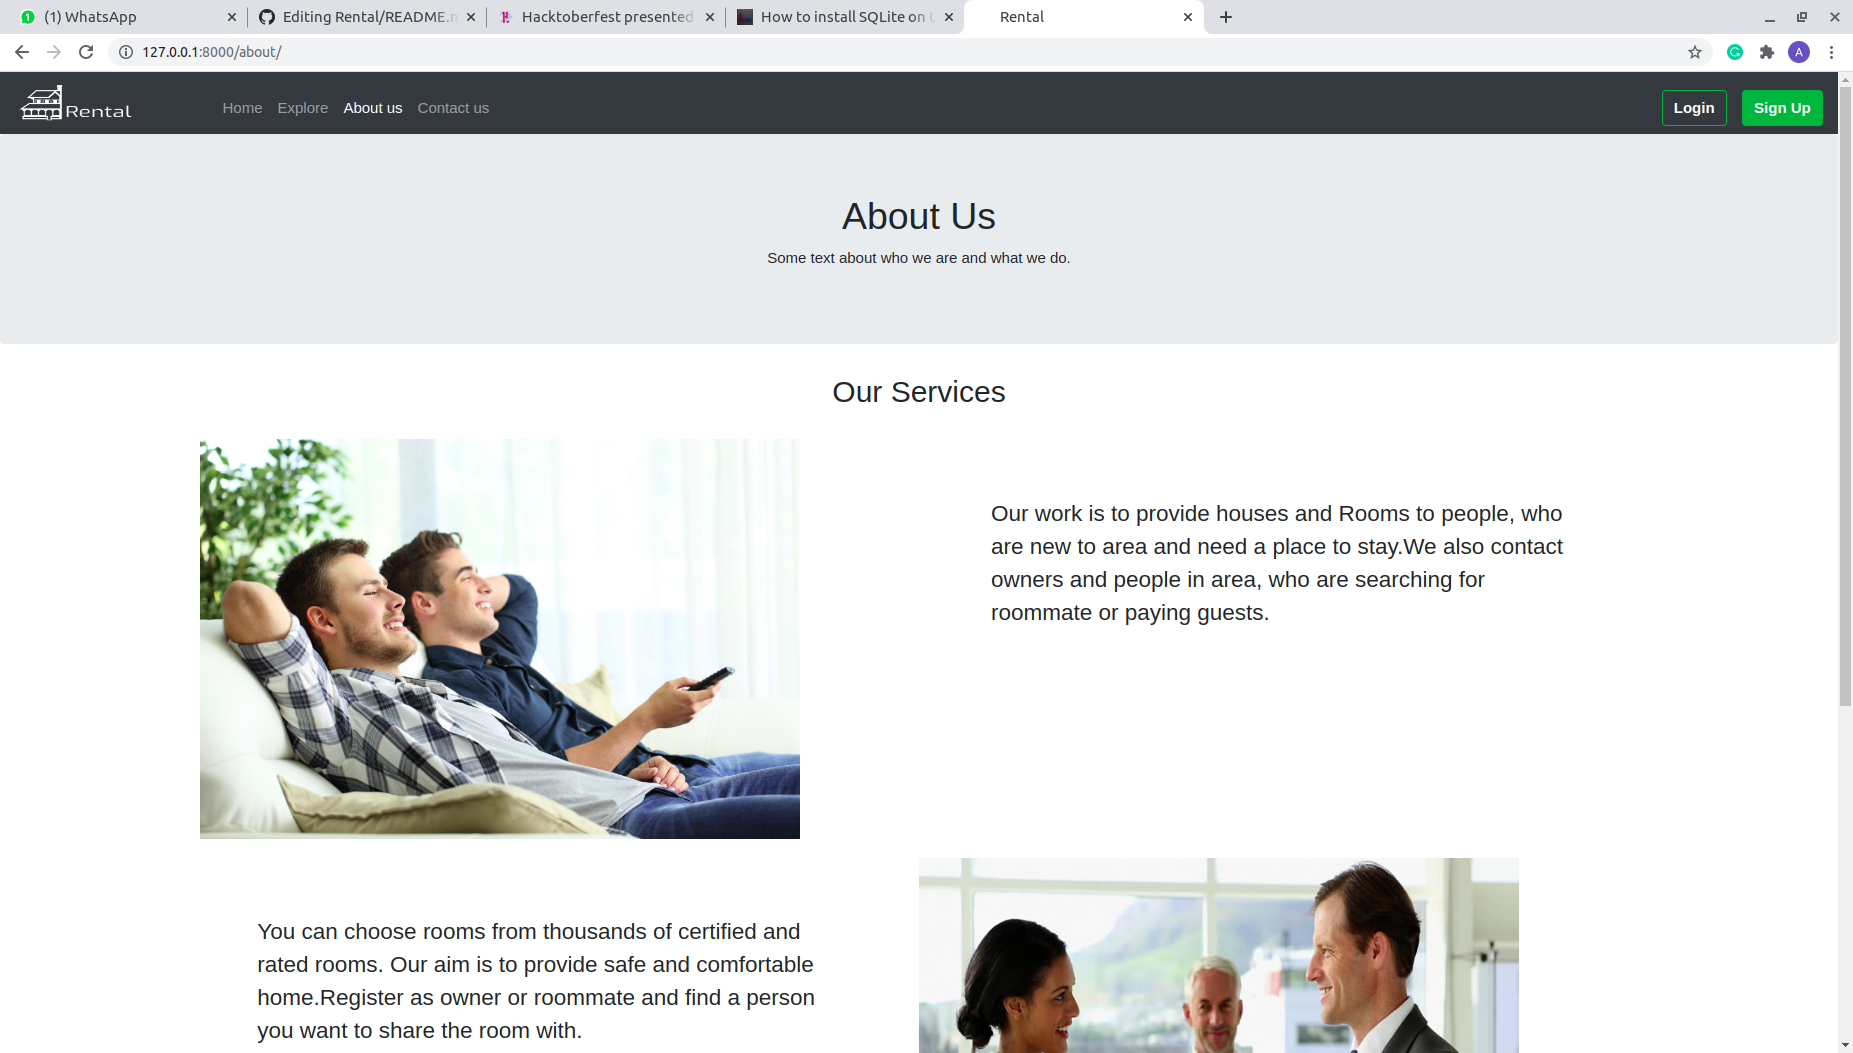 (1) WhatsApp
Editing Rental/README.m
Hacktoberfest presented
How to install SQLite on U
Rental
127.0.0.1:8000/about/
A
Rental
Home
Explore
About us
Contact us
Login
Sign Up
About Us
Some text about who we are and what we do.
Our Services
Our work is to provide houses and Rooms to people, who
are new to area and need a place to stay.We also contact
owners and people in area, who are searching for
roommate or paying guests.
You can choose rooms from thousands of certified and
rated rooms. Our aim is to provide safe and comfortable
home.Register as owner or roommate and find a person
you want to share the room with.